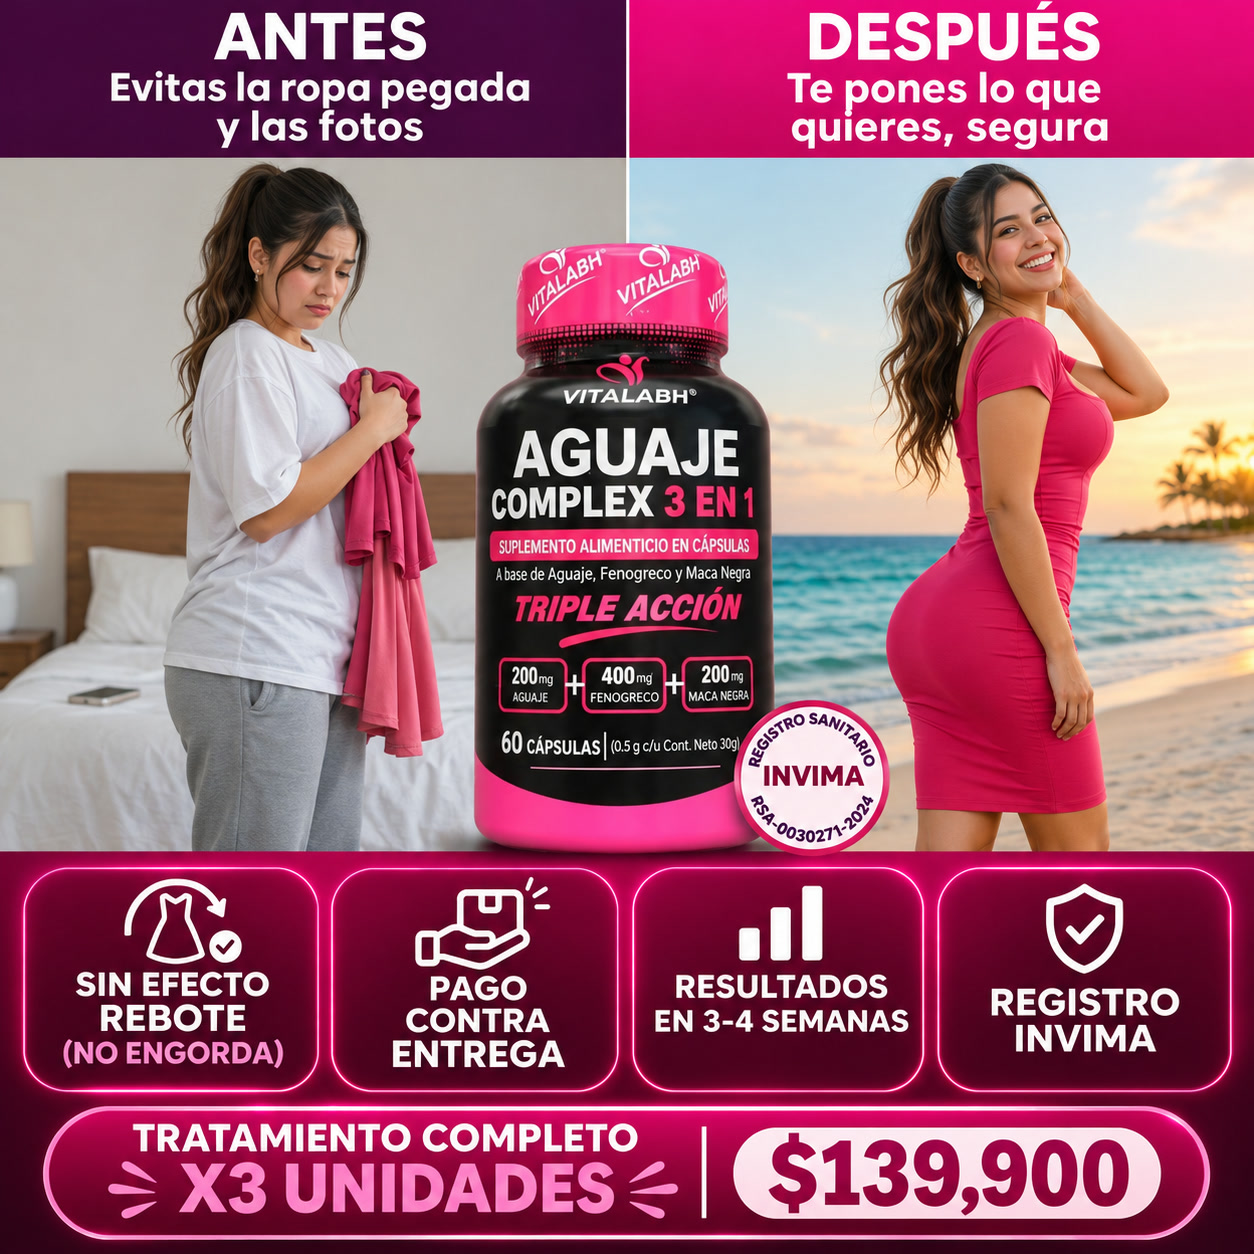 ANTES
Evitas la ropa pegada
y las fotos
DESPUÉS
Te pones lo que
quieres, segura
VITALABH®
VITALABH
VITALABH®
AGUAJE
COMPLEX 3 EN 1
SUPLEMENTO ALIMENTICIO EN CÁPSULAS
A base de Aguaje, Fenogreco y Maca Negra
TRIPLE ACCIÓN
200mg
AGUAJE
+
400mg
FENOGRECO
+
200mg
MACA NEGRA
60 CÁPSULAS (0.5 g c/u Cont. Neto 30g)
REGISTRO SANITARIO
INVIMA
RSA-0030271-2024
SIN EFECTO
REBOTE
(NO ENGORDA)
PAGO
CONTRA
ENTREGA
RESULTADOS
EN 3-4 SEMANAS
REGISTRO
INVIMA
TRATAMIENTO COMPLETO
X3 UNIDADES
$139,900